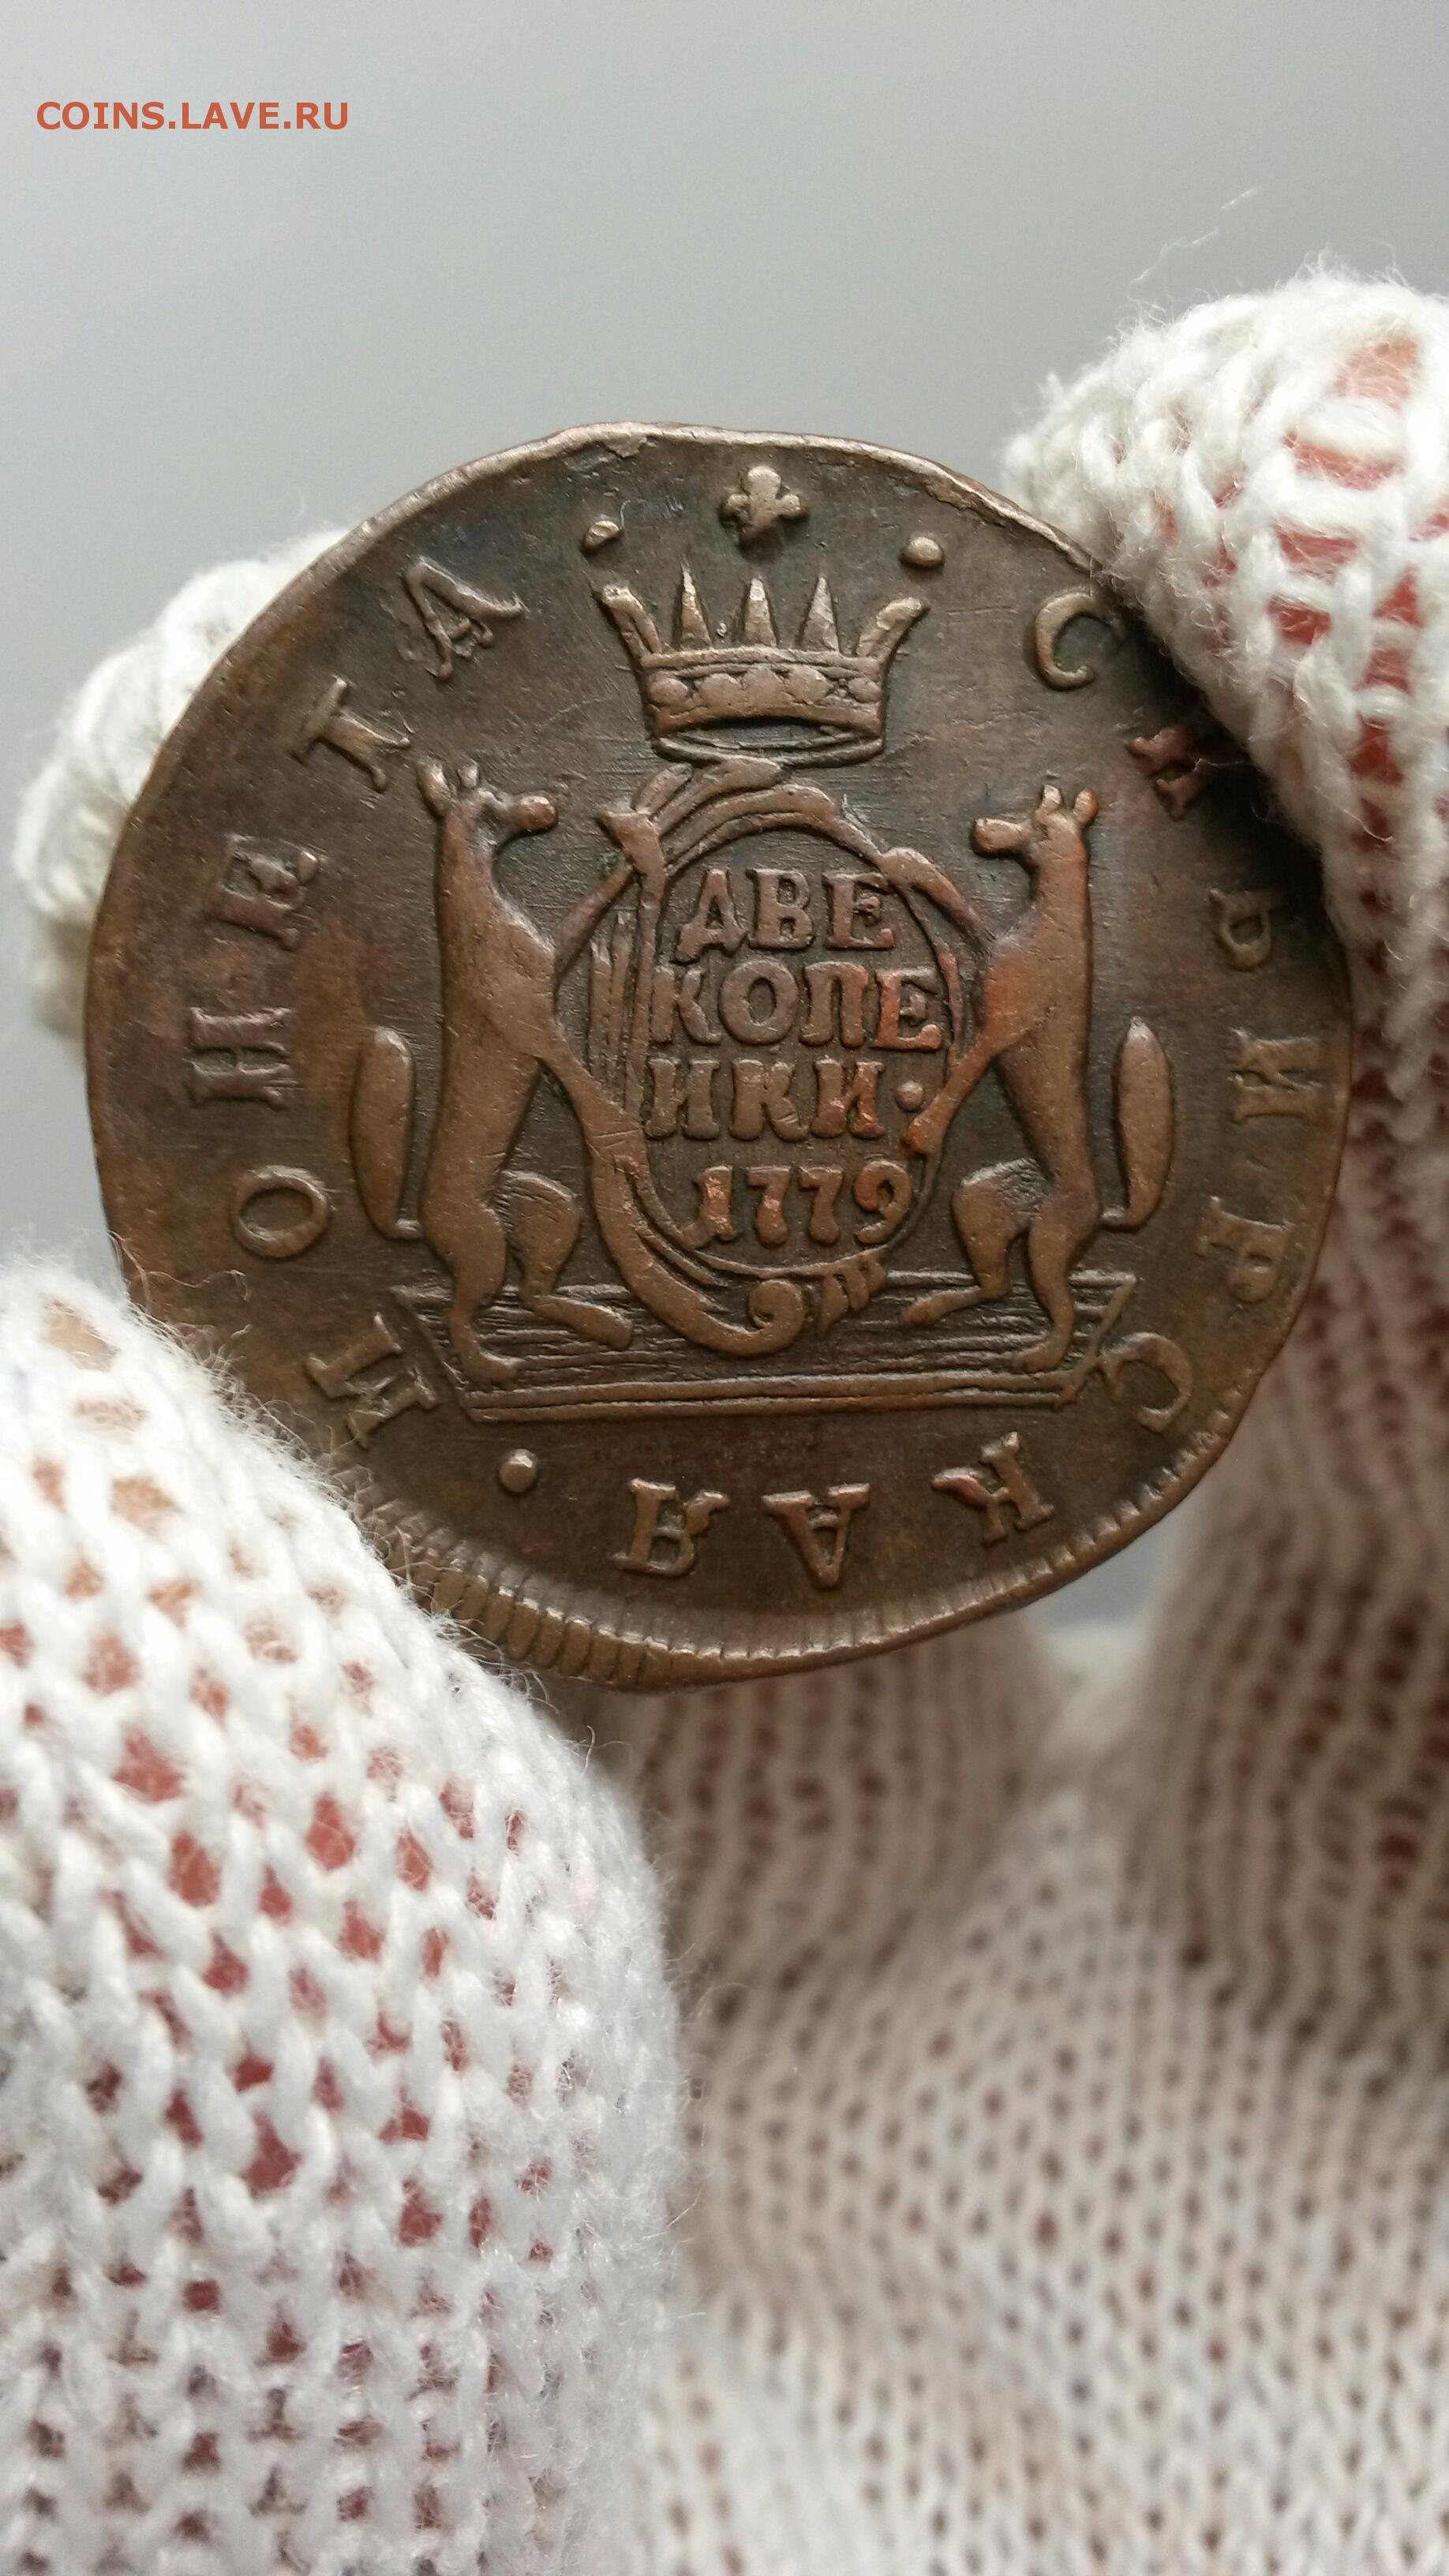 COINS.LAVE.RU
СИБИРСКАЯ · МОНЕТА
ДВЕ
КОПЕ
ИКИ·
1779